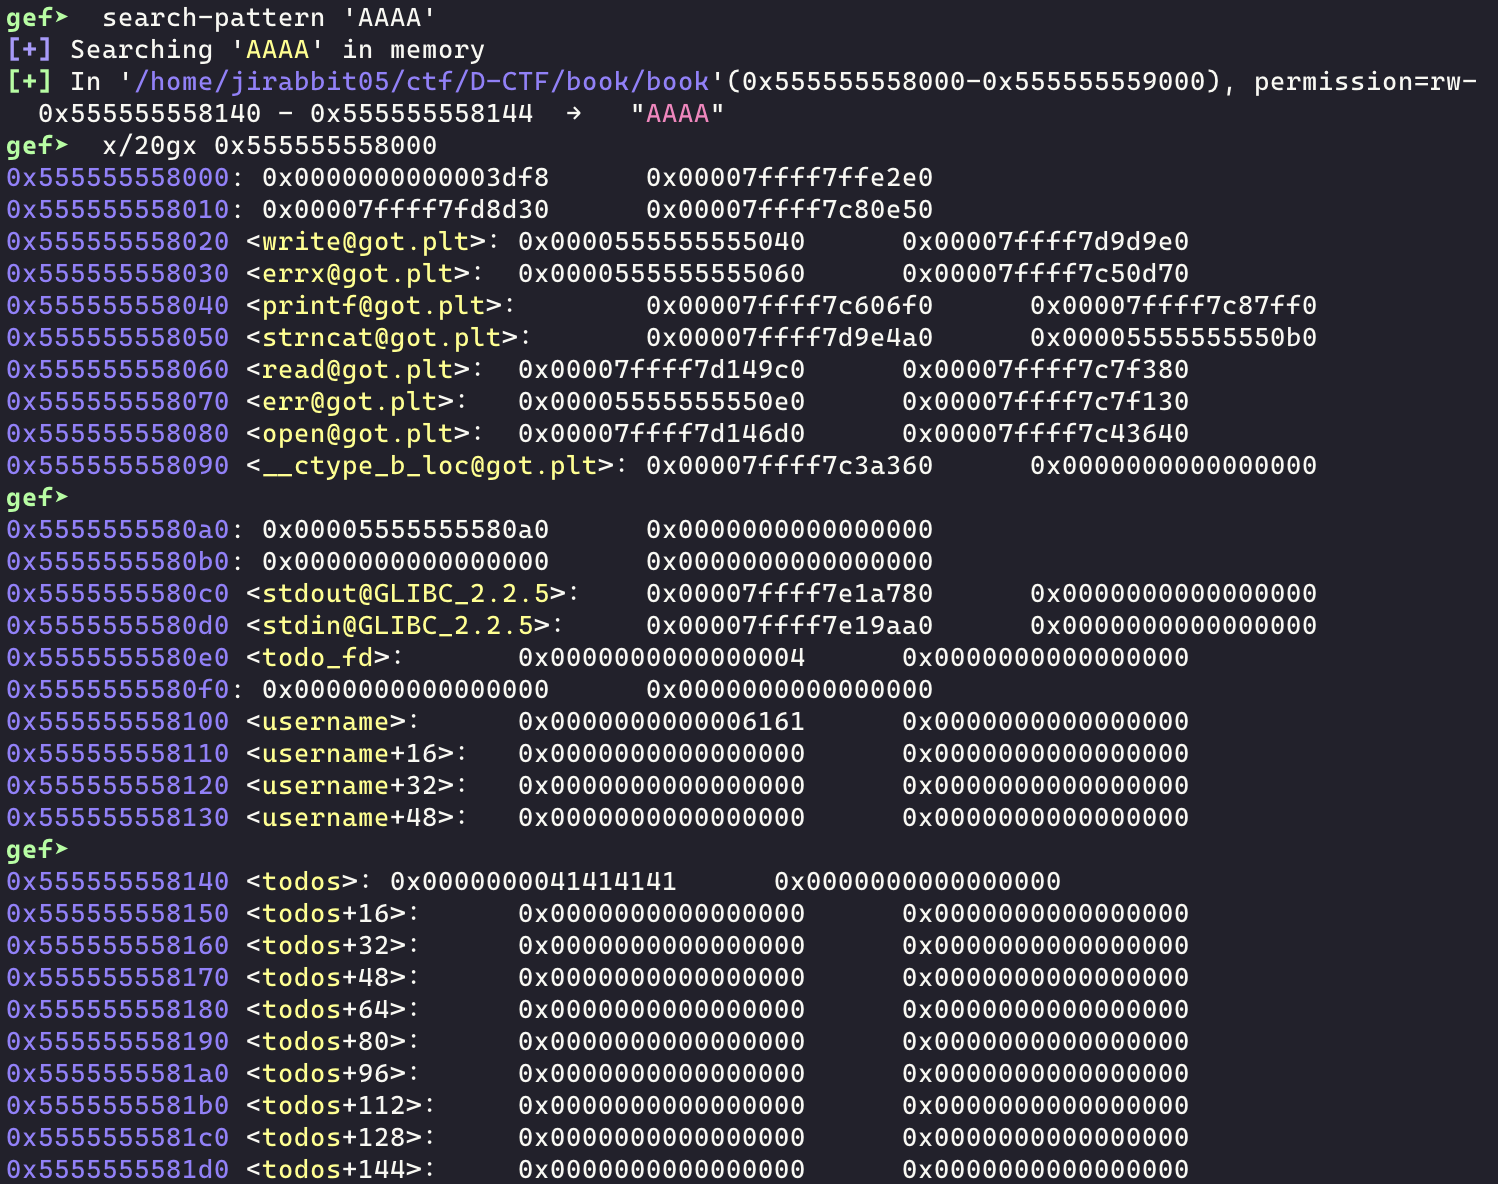 gef➤  search-pattern 'AAAA'
[+] Searching 'AAAA' in memory
[+] In '/home/jirabbit05/ctf/D-CTF/book/book'(0x555555558000-0x555555559000), permission=rw-
  0x555555558140 - 0x555555558144  →   "AAAA"
gef➤  x/20gx 0x555555558000
0x555555558000: 0x0000000000003df8      0x00007ffff7ffe2e0
0x555555558010: 0x00007ffff7fd8d30      0x00007ffff7c80e50
0x555555558020 <write@got.plt>: 0x0000555555555040      0x00007ffff7d9d9e0
0x555555558030 <errx@got.plt>:  0x0000555555555060      0x00007ffff7c50d70
0x555555558040 <printf@got.plt>:        0x00007ffff7c606f0      0x00007ffff7c87ff0
0x555555558050 <strncat@got.plt>:       0x00007ffff7d9e4a0      0x00005555555550b0
0x555555558060 <read@got.plt>:  0x00007ffff7d149c0      0x00007ffff7c7f380
0x555555558070 <err@got.plt>:   0x00005555555550e0      0x00007ffff7c7f130
0x555555558080 <open@got.plt>:  0x00007ffff7d146d0      0x00007ffff7c43640
0x555555558090 <__ctype_b_loc@got.plt>: 0x00007ffff7c3a360      0x0000000000000000
gef➤
0x5555555580a0: 0x00005555555580a0      0x0000000000000000
0x5555555580b0: 0x0000000000000000      0x0000000000000000
0x5555555580c0 <stdout@GLIBC_2.2.5>:    0x00007ffff7e1a780      0x0000000000000000
0x5555555580d0 <stdin@GLIBC_2.2.5>:     0x00007ffff7e19aa0      0x0000000000000000
0x5555555580e0 <todo_fd>:       0x0000000000000004      0x0000000000000000
0x5555555580f0: 0x0000000000000000      0x0000000000000000
0x555555558100 <username>:      0x0000000000006161      0x0000000000000000
0x555555558110 <username+16>:   0x0000000000000000      0x0000000000000000
0x555555558120 <username+32>:   0x0000000000000000      0x0000000000000000
0x555555558130 <username+48>:   0x0000000000000000      0x0000000000000000
gef➤
0x555555558140 <todos>: 0x0000000041414141      0x0000000000000000
0x555555558150 <todos+16>:      0x0000000000000000      0x0000000000000000
0x555555558160 <todos+32>:      0x0000000000000000      0x0000000000000000
0x555555558170 <todos+48>:      0x0000000000000000      0x0000000000000000
0x555555558180 <todos+64>:      0x0000000000000000      0x0000000000000000
0x555555558190 <todos+80>:      0x0000000000000000      0x0000000000000000
0x5555555581a0 <todos+96>:      0x0000000000000000      0x0000000000000000
0x5555555581b0 <todos+112>:     0x0000000000000000      0x0000000000000000
0x5555555581c0 <todos+128>:     0x0000000000000000      0x0000000000000000
0x5555555581d0 <todos+144>:     0x0000000000000000      0x0000000000000000